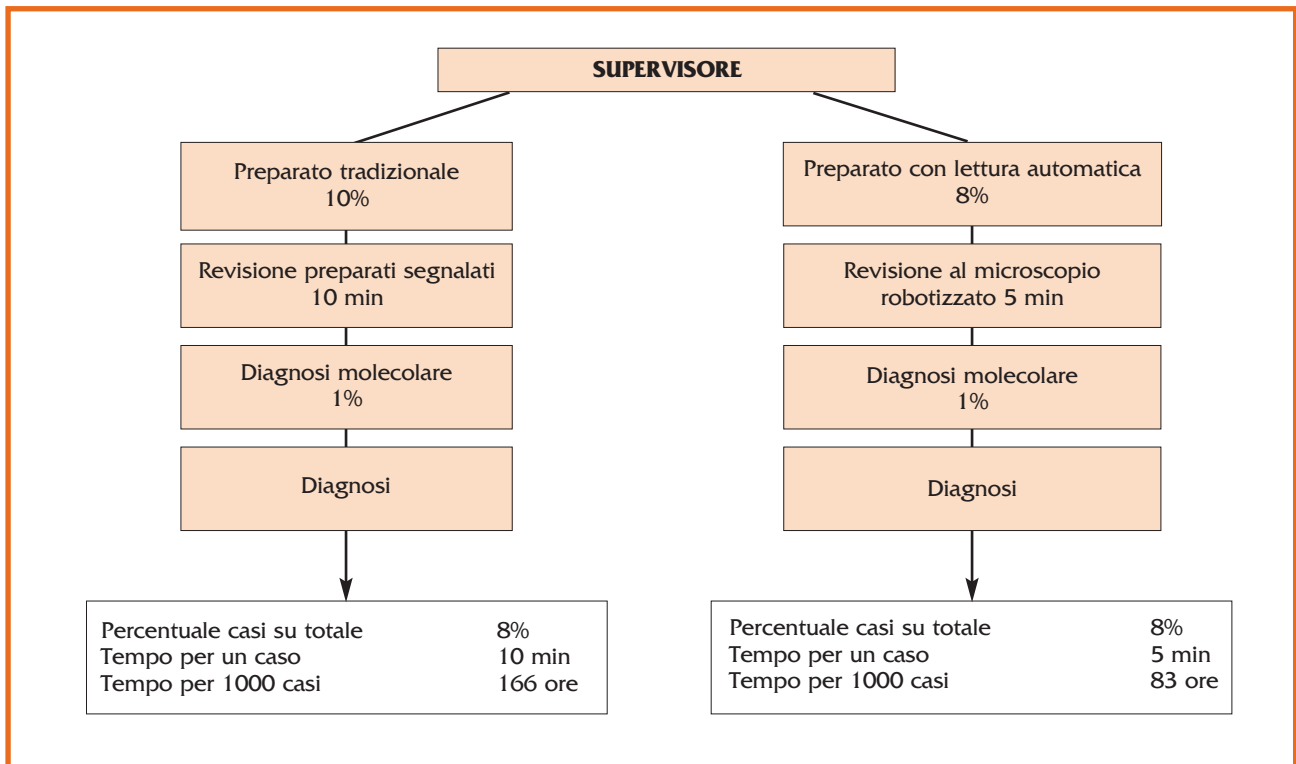 SUPERVISORE
Preparato tradizionale
10%
Revisione preparati segnalati
10 min
Diagnosi molecolare
1%
Diagnosi
Percentuale casi su totale 8%
Tempo per un caso 10 min
Tempo per 1000 casi 166 ore
Preparato con lettura automatica
8%
Revisione al microscopio
robotizzato 5 min
Diagnosi molecolare
1%
Diagnosi
Percentuale casi su totale 8%
Tempo per un caso 5 min
Tempo per 1000 casi 83 ore